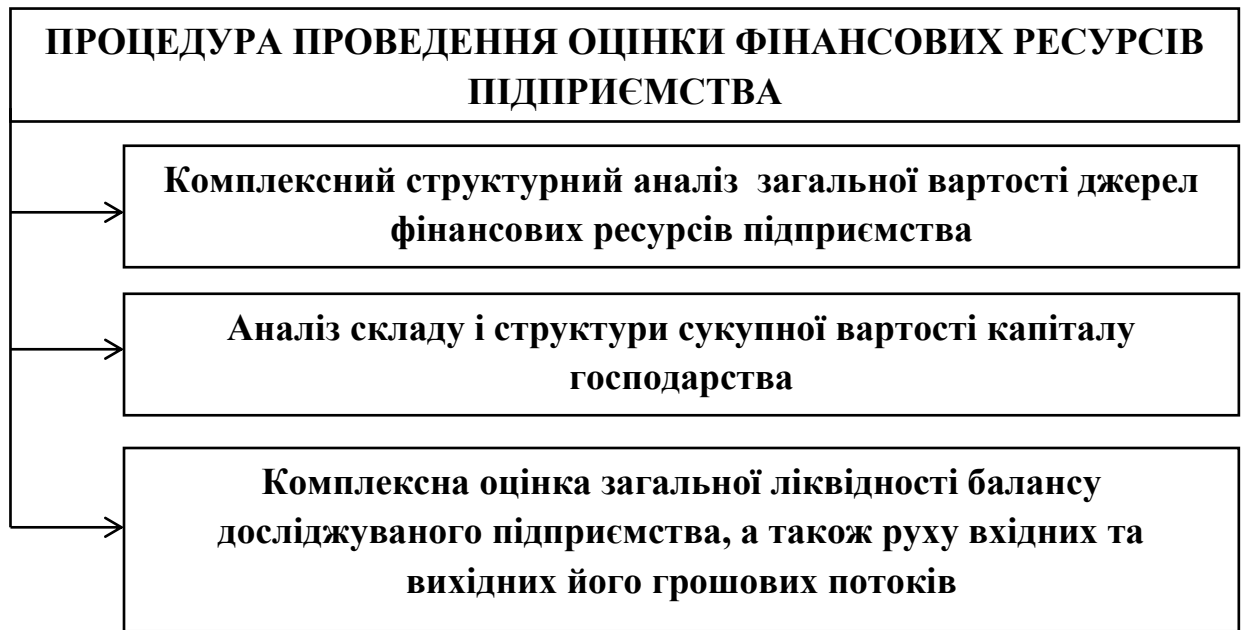 ПРОЦЕДУРА ПРОВЕДЕННЯ ОЦІНКИ ФІНАНСОВИХ РЕСУРСІВ
ПІДПРИЄМСТВА
Комплексний структурний аналіз загальної вартості джерел
фінансових ресурсів підприємства
Аналіз складу і структури сукупної вартості капіталу
господарства
Комплексна оцінка загальної ліквідності балансу
досліджуваного підприємства, а також руху вхідних та
вихідних його грошових потоків